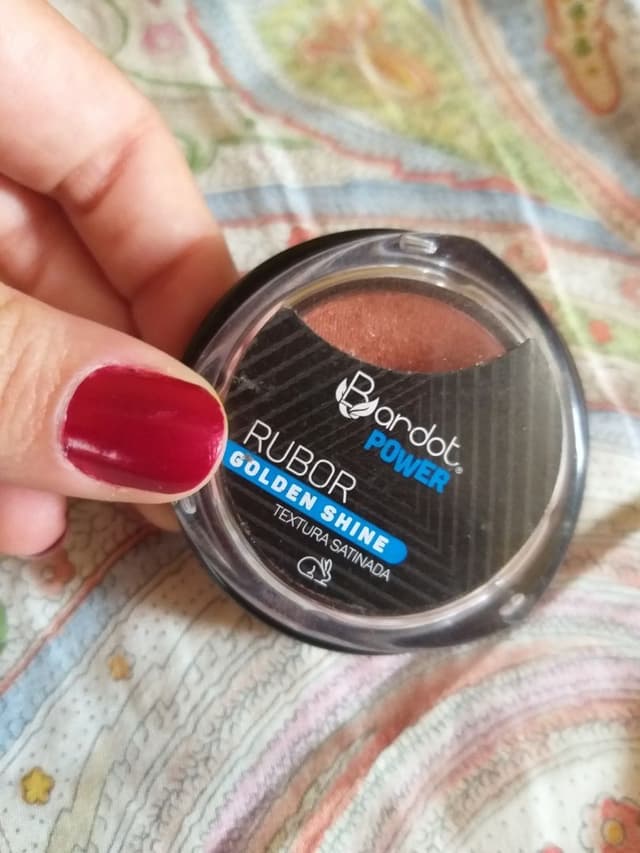 Bardot®
POWER
RUBOR
GOLDEN SHINE
TEXTURA SATINADA